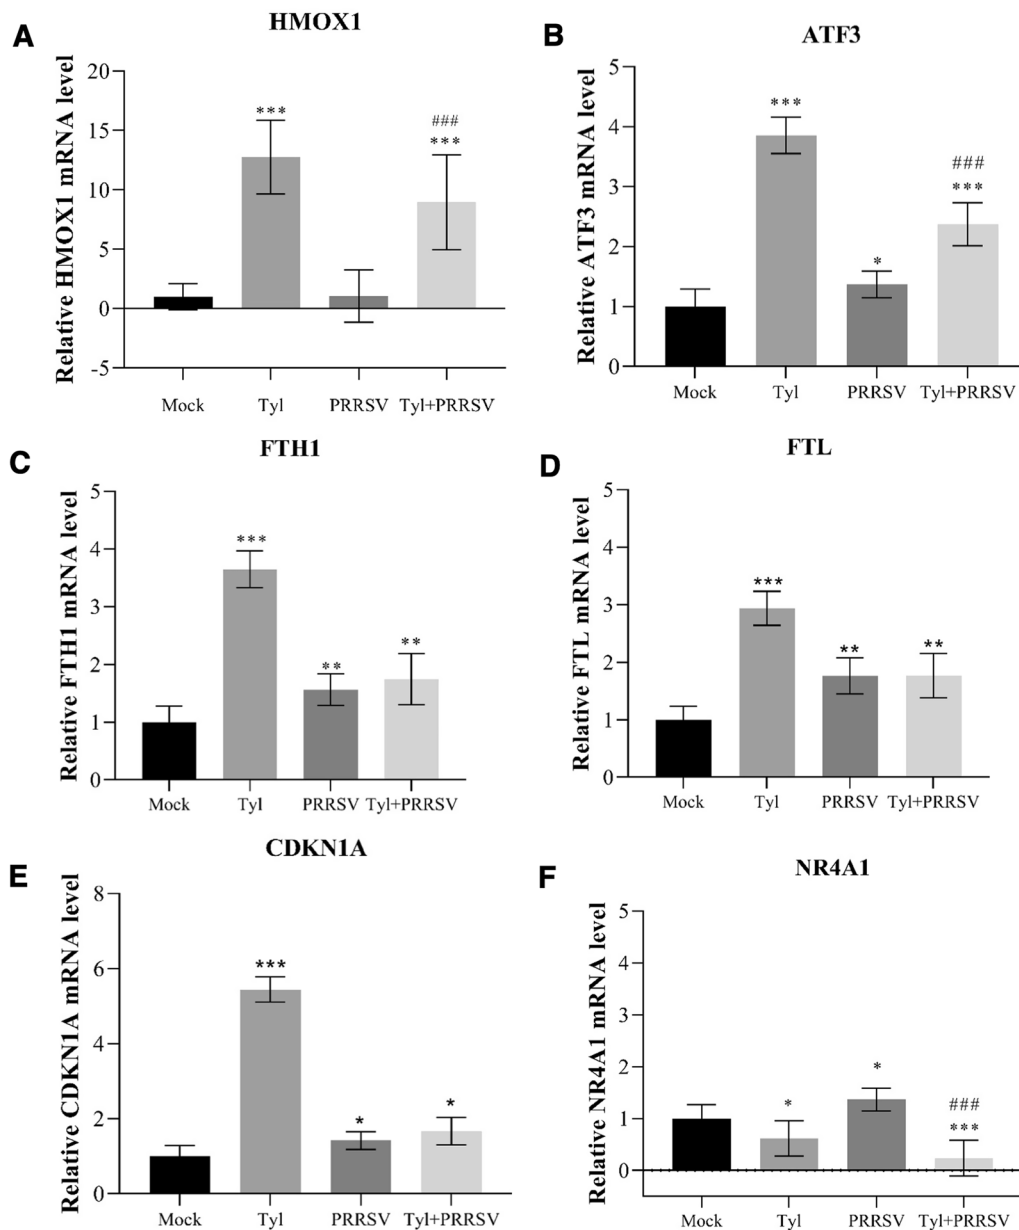 A
HMOX1
Relative HMOX1 mRNA level
20
15
10
5
0
-5
***
###
***
Mock
Tyl
PRRSV
Tyl+PRRSV
B
ATF3
Relative ATF3 mRNA level
5
4
3
2
1
0
***
*
###
***
Mock
Tyl
PRRSV
Tyl+PRRSV
C
FTH1
Relative FTH1 mRNA level
5
4
3
2
1
0
***
**
**
Mock
Tyl
PRRSV
Tyl+PRRSV
D
FTL
Relative FTL mRNA level
5
4
3
2
1
0
***
**
**
Mock
Tyl
PRRSV
Tyl+PRRSV
E
CDKN1A
Relative CDKN1A mRNA level
8
6
4
2
0
***
*
*
Mock
Tyl
PRRSV
Tyl+PRRSV
F
NR4A1
Relative NR4A1 mRNA level
5
4
3
2
1
0
*
*
###
***
Mock
Tyl
PRRSV
Tyl+PRRSV